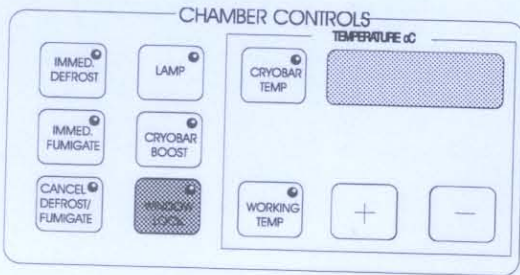 CHAMBER CONTROLS
TEMPERATURE oC
IMMED.
DEFROST
LAMP
CRYOBAR
TEMP
IMMED.
FUMIGATE
CRYOBAR
BOOST
CANCEL
DEFROST/
FUMIGATE
WINDOW
LOCK
WORKING
TEMP
+
−